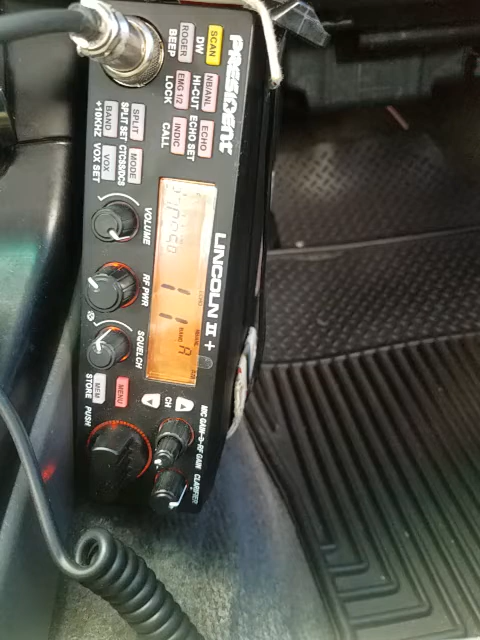 PRESIDENT
LINCOLN II +
SCAN
DW
ROGER
BEEP
NB/ANL
HI-CUT
EMG 1/2
LOCK
ECHO
ECHO SET
INDIC
CALL
SPLIT
SPLIT SET
BAND
+10KHz
MODE
CTCSS/DCS
VOX
VOX SET
VOLUME
RF PWR
SQUELCH
ECHO
BAND
A
MENU
MEM
STORE
PUSH
CH
MIC GAIN
RF GAIN
CLARIFIER